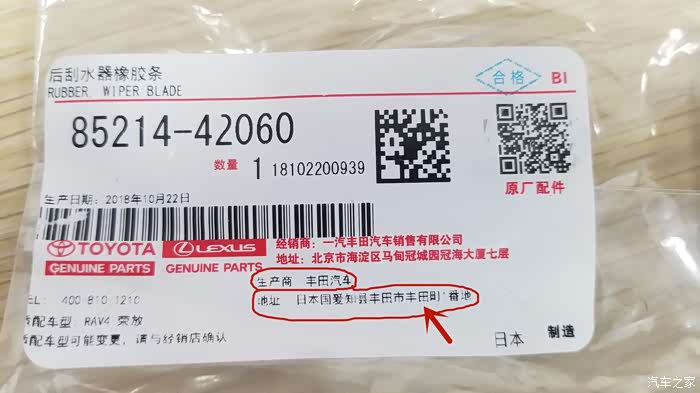 后刮水器橡胶条
RUBBER, WIPER BLADE
合格
BI
85214-42060
数量 1 18102200939
原厂配件
生产日期: 2018年10月22日
TOYOTA
GENUINE PARTS
LEXUS
GENUINE PARTS
经销商: 一汽丰田汽车销售有限公司
地址: 北京市海淀区马甸冠城园冠海大厦七层
生产商 丰田汽车
地址 日本国爱知县丰田市丰田町1番地
EL: 400 810 1210
适配车型: RAV4 荣放
配车型可能变更, 请与经销店确认
日本 制造
汽车之家